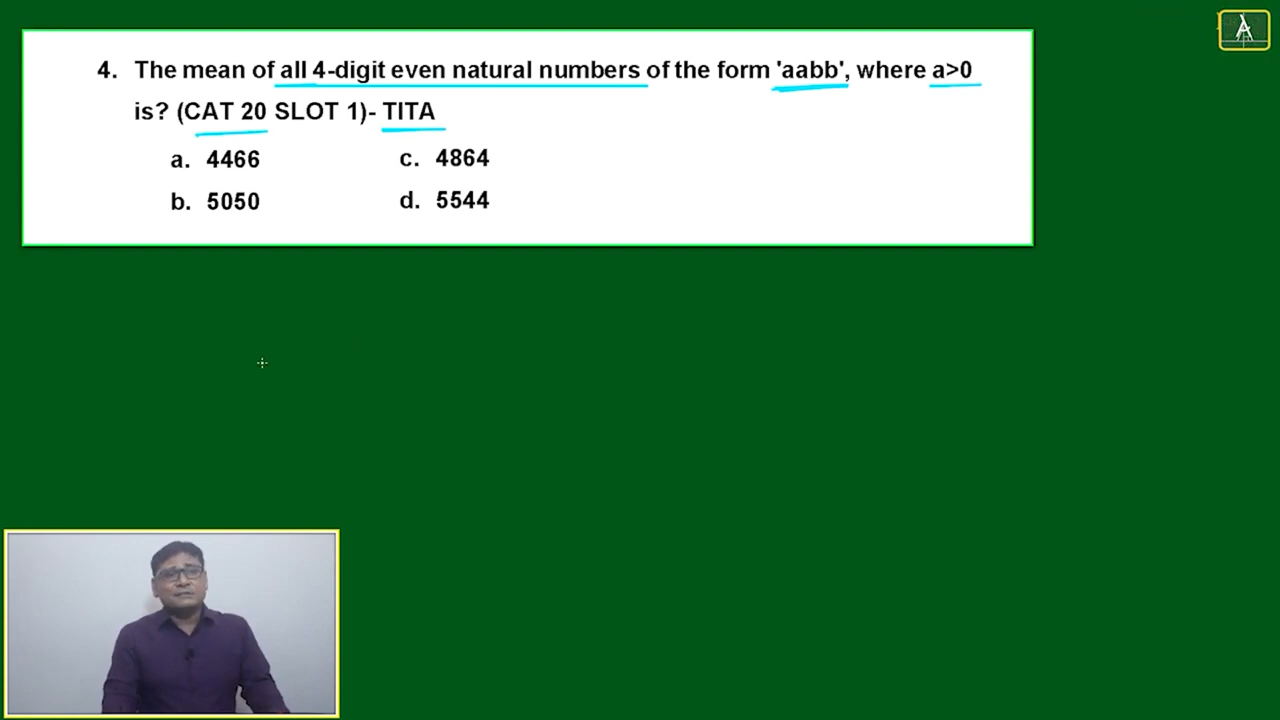 4. The mean of all 4-digit even natural numbers of the form 'aabb', where a>0
is? (CAT 20 SLOT 1)- TITA
a. 4466 c. 4864
b. 5050 d. 5544